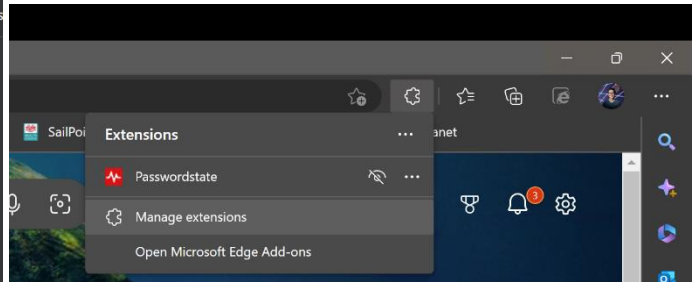 SailPoi
Extensions
anet
Passwordstate
3
Manage extensions
Open Microsoft Edge Add-ons